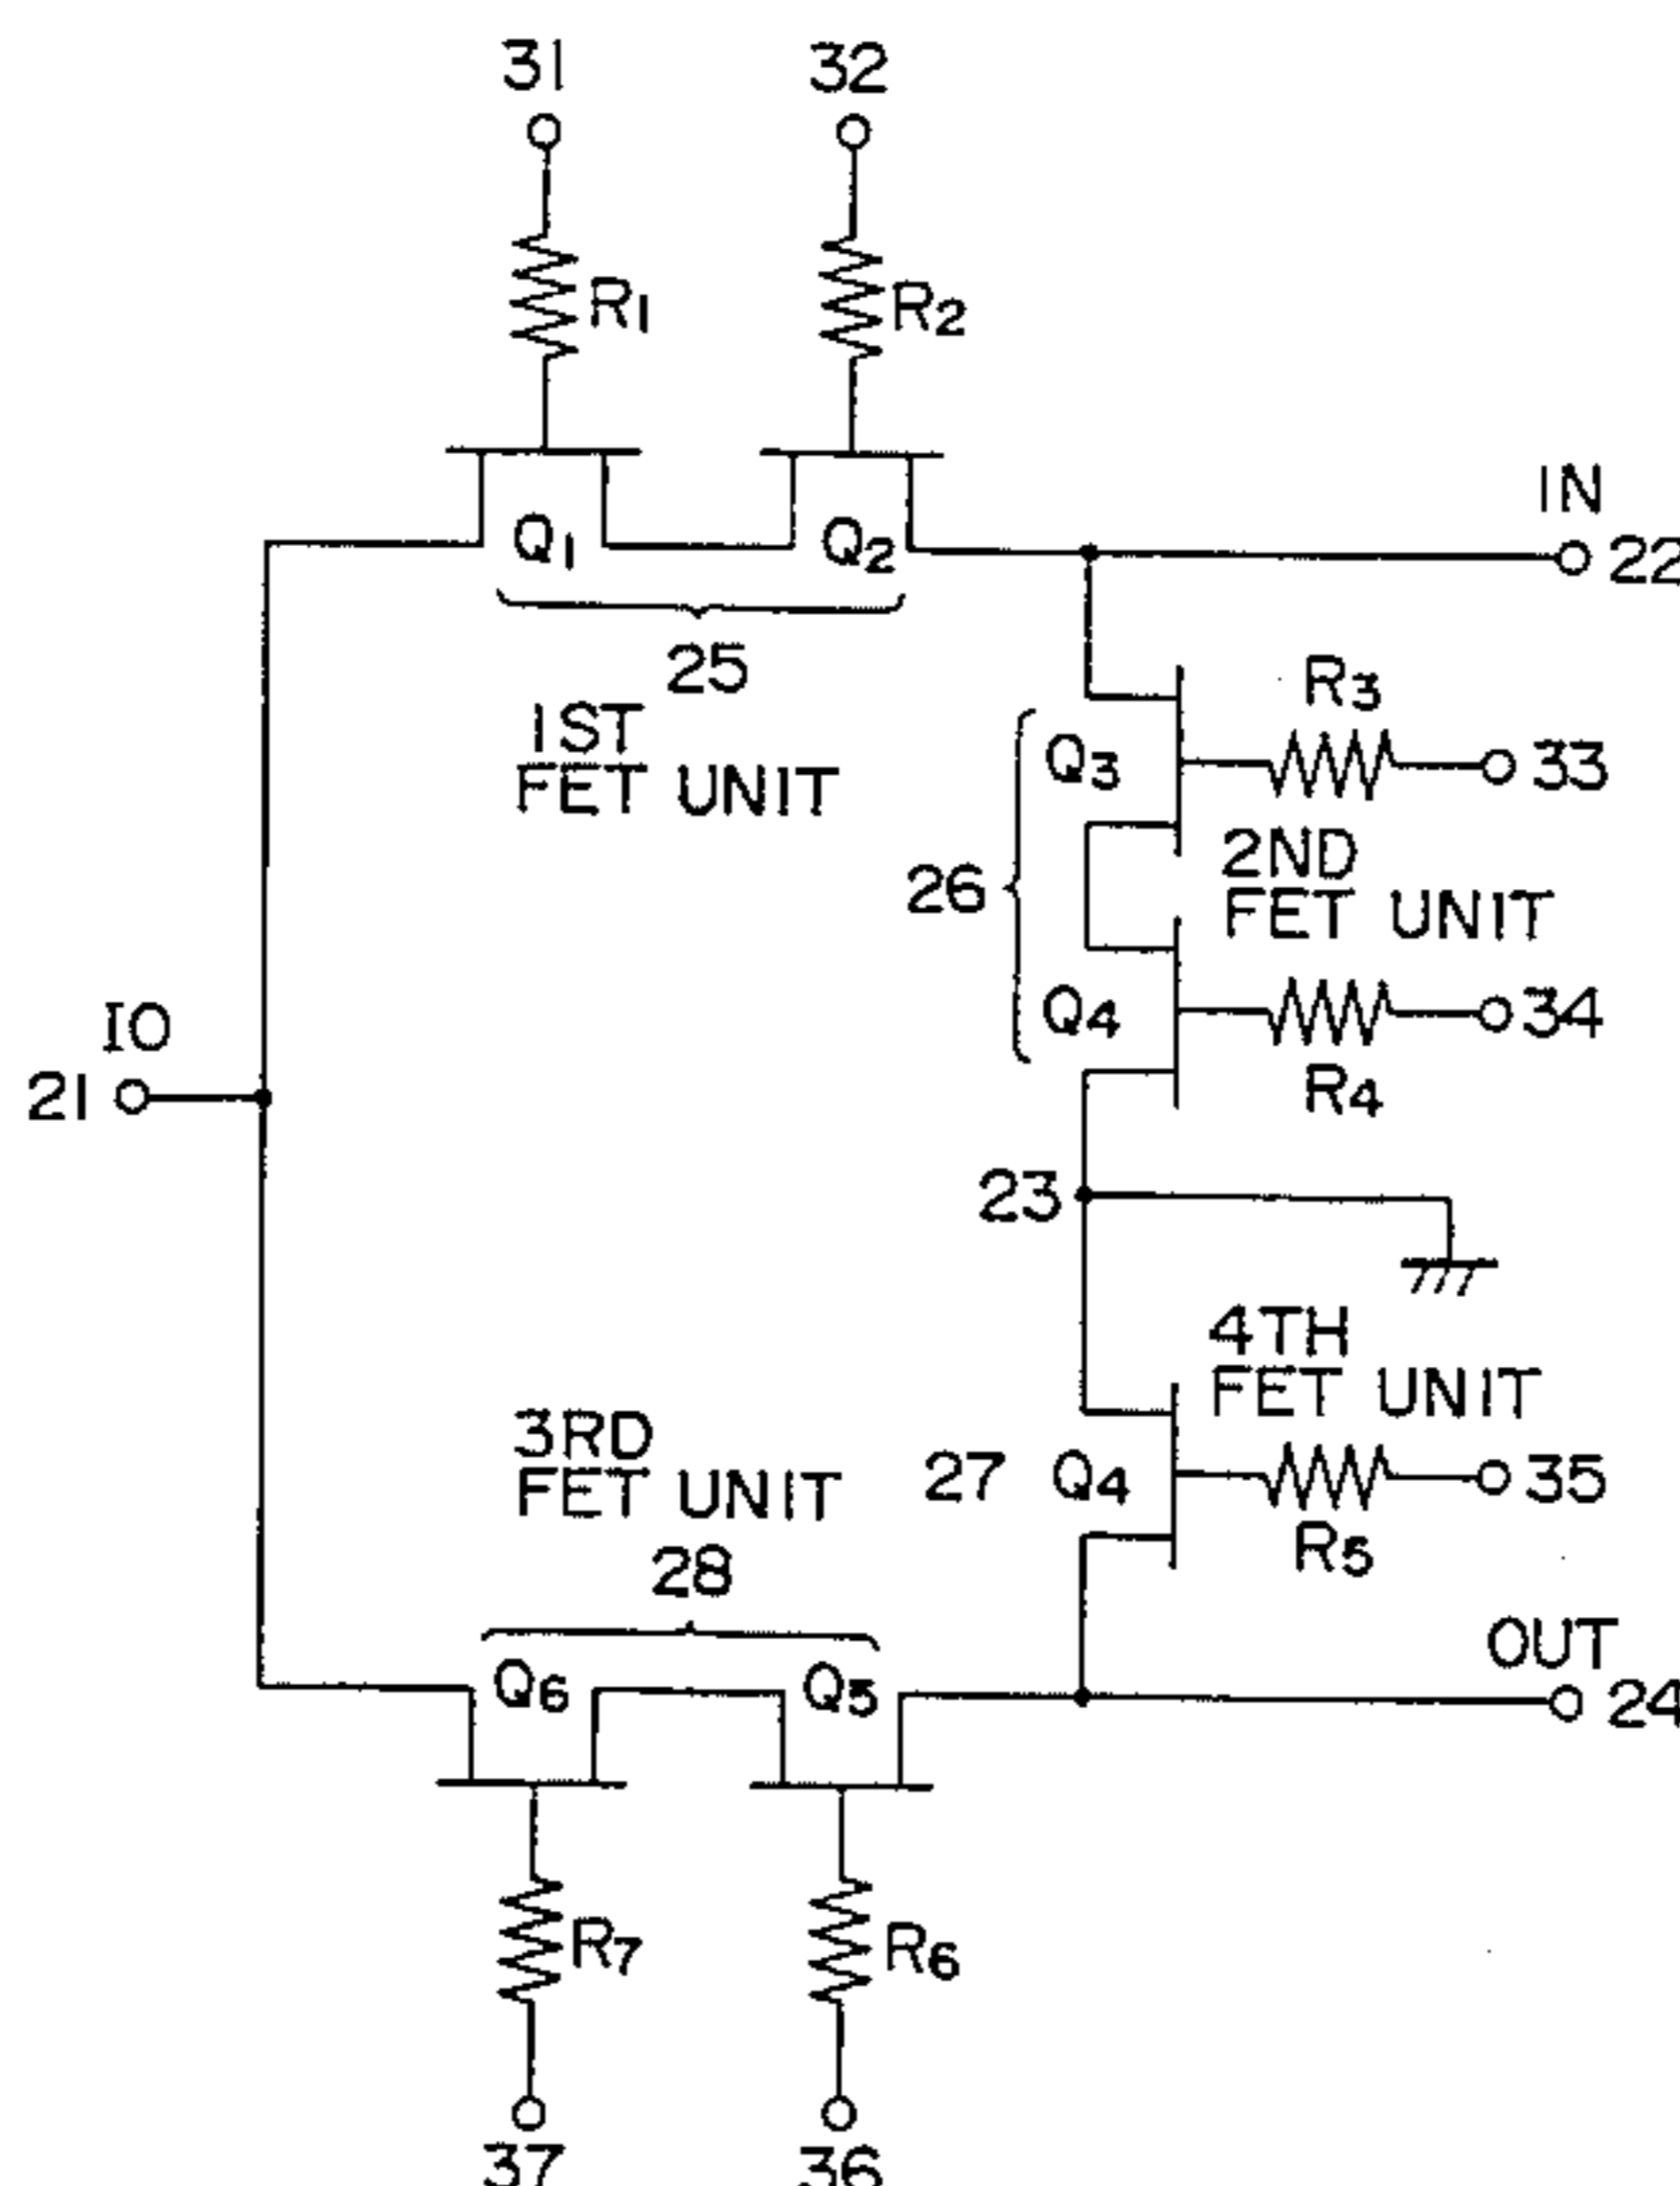 31
32
R1
R2
IN
22
Q1
Q2
25
1ST
FET UNIT
R3
Q3
33
2ND
FET UNIT
26
Q4
34
R4
IO
21
23
4TH
FET UNIT
3RD
FET UNIT
27
Q4
35
R5
28
OUT
24
Q6
Q5
R7
R6
37
36